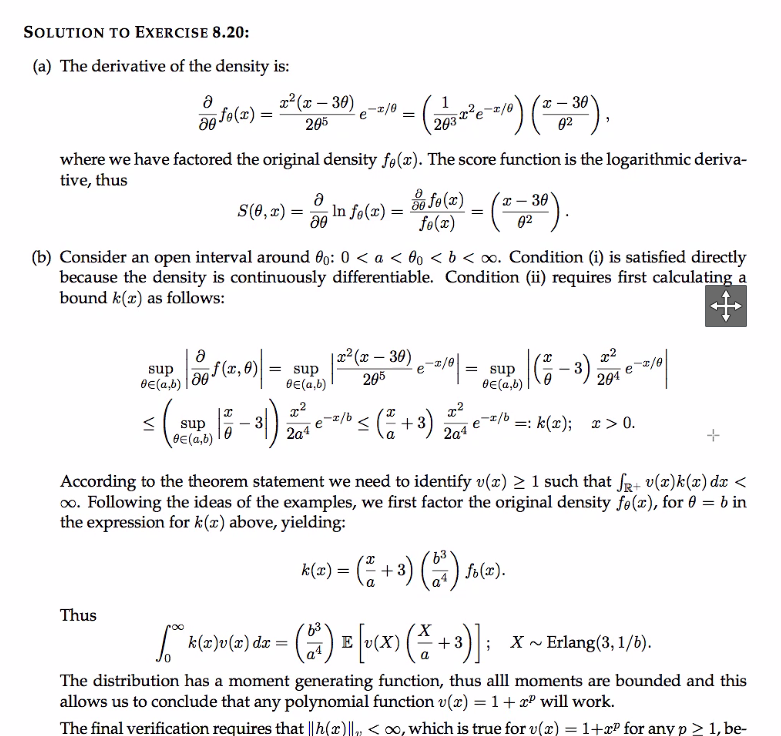 SOLUTION TO EXERCISE 8.20:
(a) The derivative of the density is:
∂/∂θ f_θ(x) = x²(x − 3θ)/2θ⁵ e^{−x/θ} = (1/2θ³ x² e^{−x/θ}) (x − 3θ/θ²),
where we have factored the original density f_θ(x). The score function is the logarithmic deriva-
tive, thus
S(θ, x) = ∂/∂θ ln f_θ(x) = ∂/∂θ f_θ(x)/f_θ(x) = (x − 3θ/θ²).
(b) Consider an open interval around θ₀: 0 < a < θ₀ < b < ∞. Condition (i) is satisfied directly
because the density is continuously differentiable. Condition (ii) requires first calculating a
bound k(x) as follows:
sup_{θ∈(a,b)} |∂/∂θ f(x, θ)| = sup_{θ∈(a,b)} |x²(x − 3θ)/2θ⁵ e^{−x/θ}| = sup_{θ∈(a,b)} |(x/θ − 3) x²/2θ⁴ e^{−x/θ}|
≤ (sup_{θ∈(a,b)} |x/θ − 3|) x²/2a⁴ e^{−x/b} ≤ (x/a + 3) x²/2a⁴ e^{−x/b} =: k(x); x > 0.
According to the theorem statement we need to identify v(x) ≥ 1 such that ∫_{ℝ+} v(x)k(x) dx <
∞. Following the ideas of the examples, we first factor the original density f_θ(x), for θ = b in
the expression for k(x) above, yielding:
k(x) = (x/a + 3) (b³/a⁴) f_b(x).
Thus
∫₀^∞ k(x)v(x) dx = (b³/a⁴) 𝔼 [v(X) (X/a + 3)]; X ∼ Erlang(3, 1/b).
The distribution has a moment generating function, thus alll moments are bounded and this
allows us to conclude that any polynomial function v(x) = 1 + x^p will work.
The final verification requires that ‖h(x)‖_v < ∞, which is true for v(x) = 1+x^p for any p ≥ 1, be-